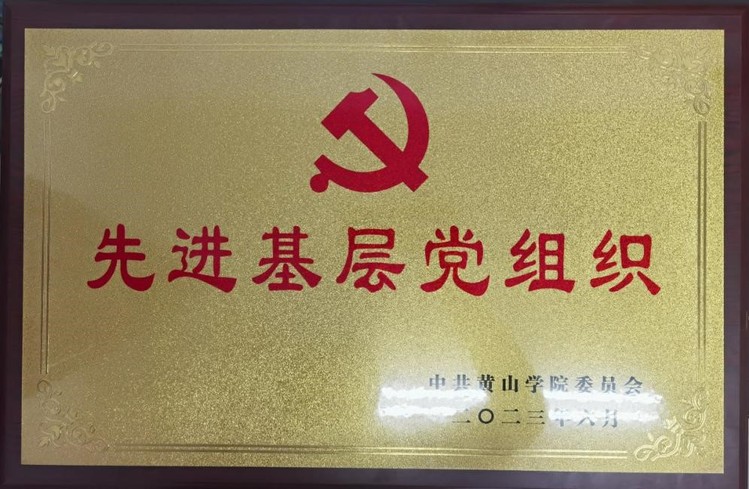 先进基层党组织
中共黄山学院委员会
二〇二三年六月